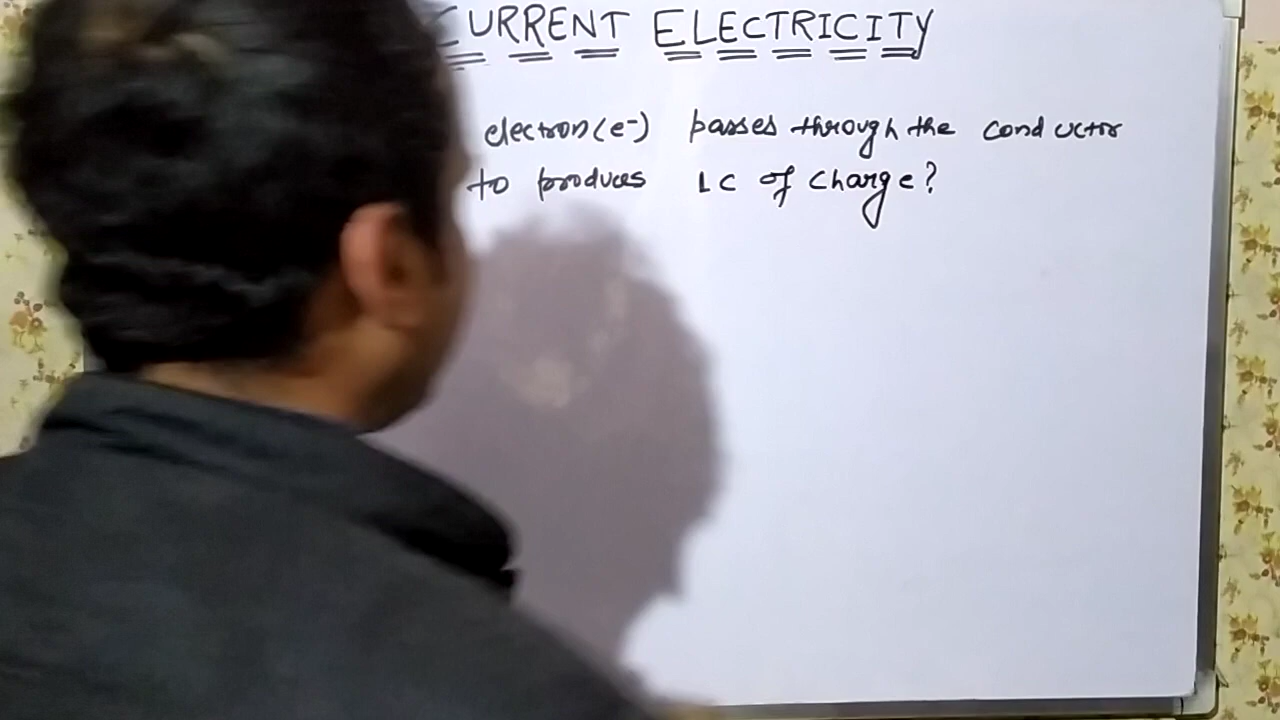 CURRENT ELECTRICITY
electron(e-) passes through the conductor
to produces 1C of charge?